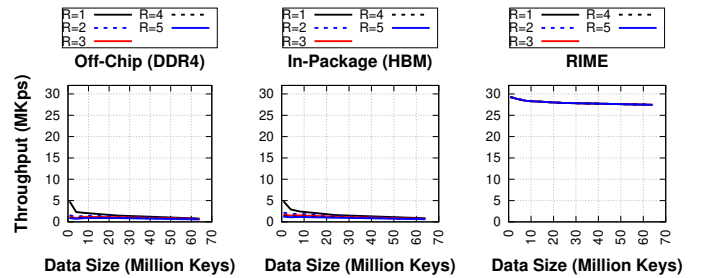 R=1 R=4
R=2 R=5
R=3
Off-Chip (DDR4)
Throughput (MKps)
30
25
20
15
10
5
0
0 10 20 30 40 50 60 70
Data Size (Million Keys)
R=1 R=4
R=2 R=5
R=3
In-Package (HBM)
30
25
20
15
10
5
0
0 10 20 30 40 50 60 70
Data Size (Million Keys)
R=1 R=4
R=2 R=5
R=3
RIME
30
25
20
15
10
5
0
0 10 20 30 40 50 60 70
Data Size (Million Keys)